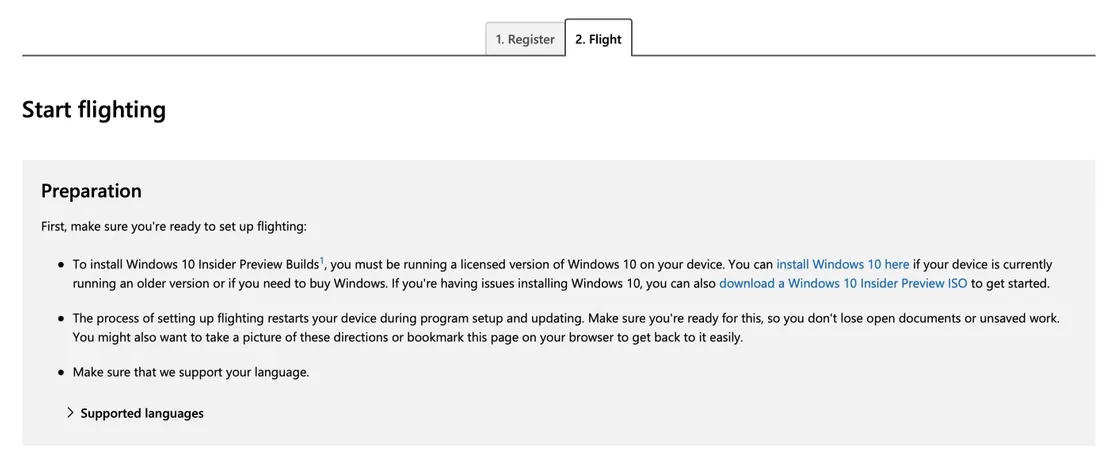 1. Register
2. Flight
Start flighting
Preparation
First, make sure you're ready to set up flighting:
• To install Windows 10 Insider Preview Builds¹, you must be running a licensed version of Windows 10 on your device. You can install Windows 10 here if your device is currently
running an older version or if you need to buy Windows. If you're having issues installing Windows 10, you can also download a Windows 10 Insider Preview ISO to get started.
• The process of setting up flighting restarts your device during program setup and updating. Make sure you're ready for this, so you don't lose open documents or unsaved work.
You might also want to take a picture of these directions or bookmark this page on your browser to get back to it easily.
• Make sure that we support your language.
Supported languages